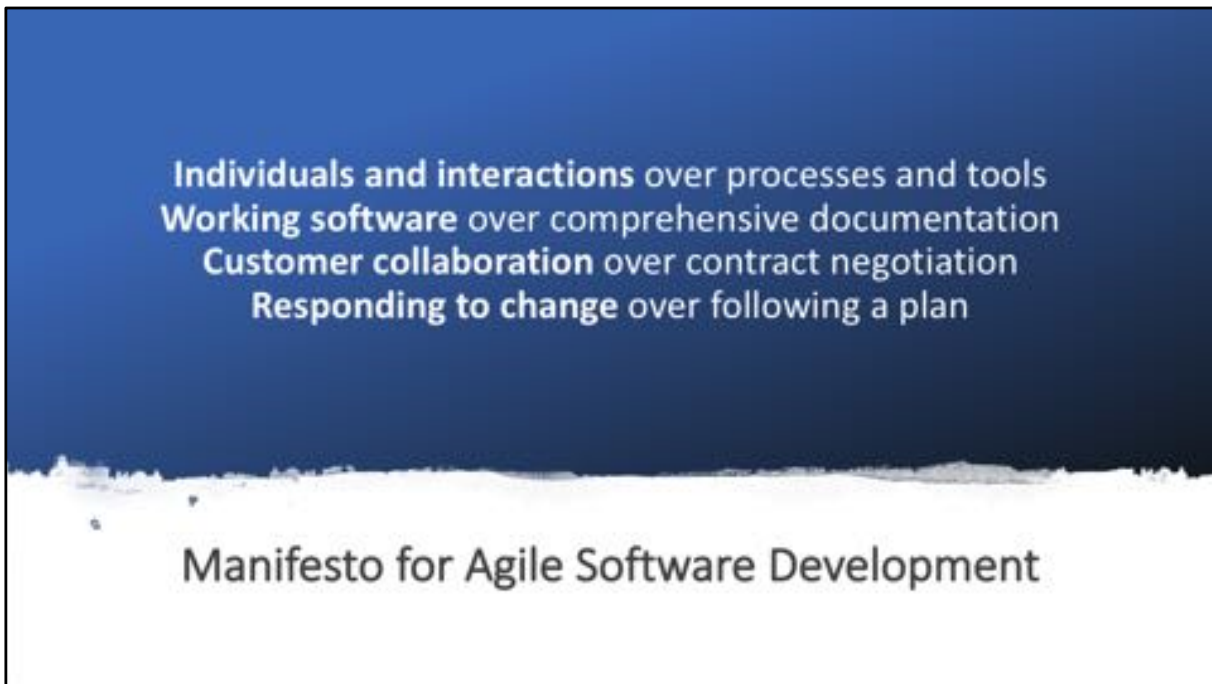 Individuals and interactions over processes and tools
Working software over comprehensive documentation
Customer collaboration over contract negotiation
Responding to change over following a plan
Manifesto for Agile Software Development